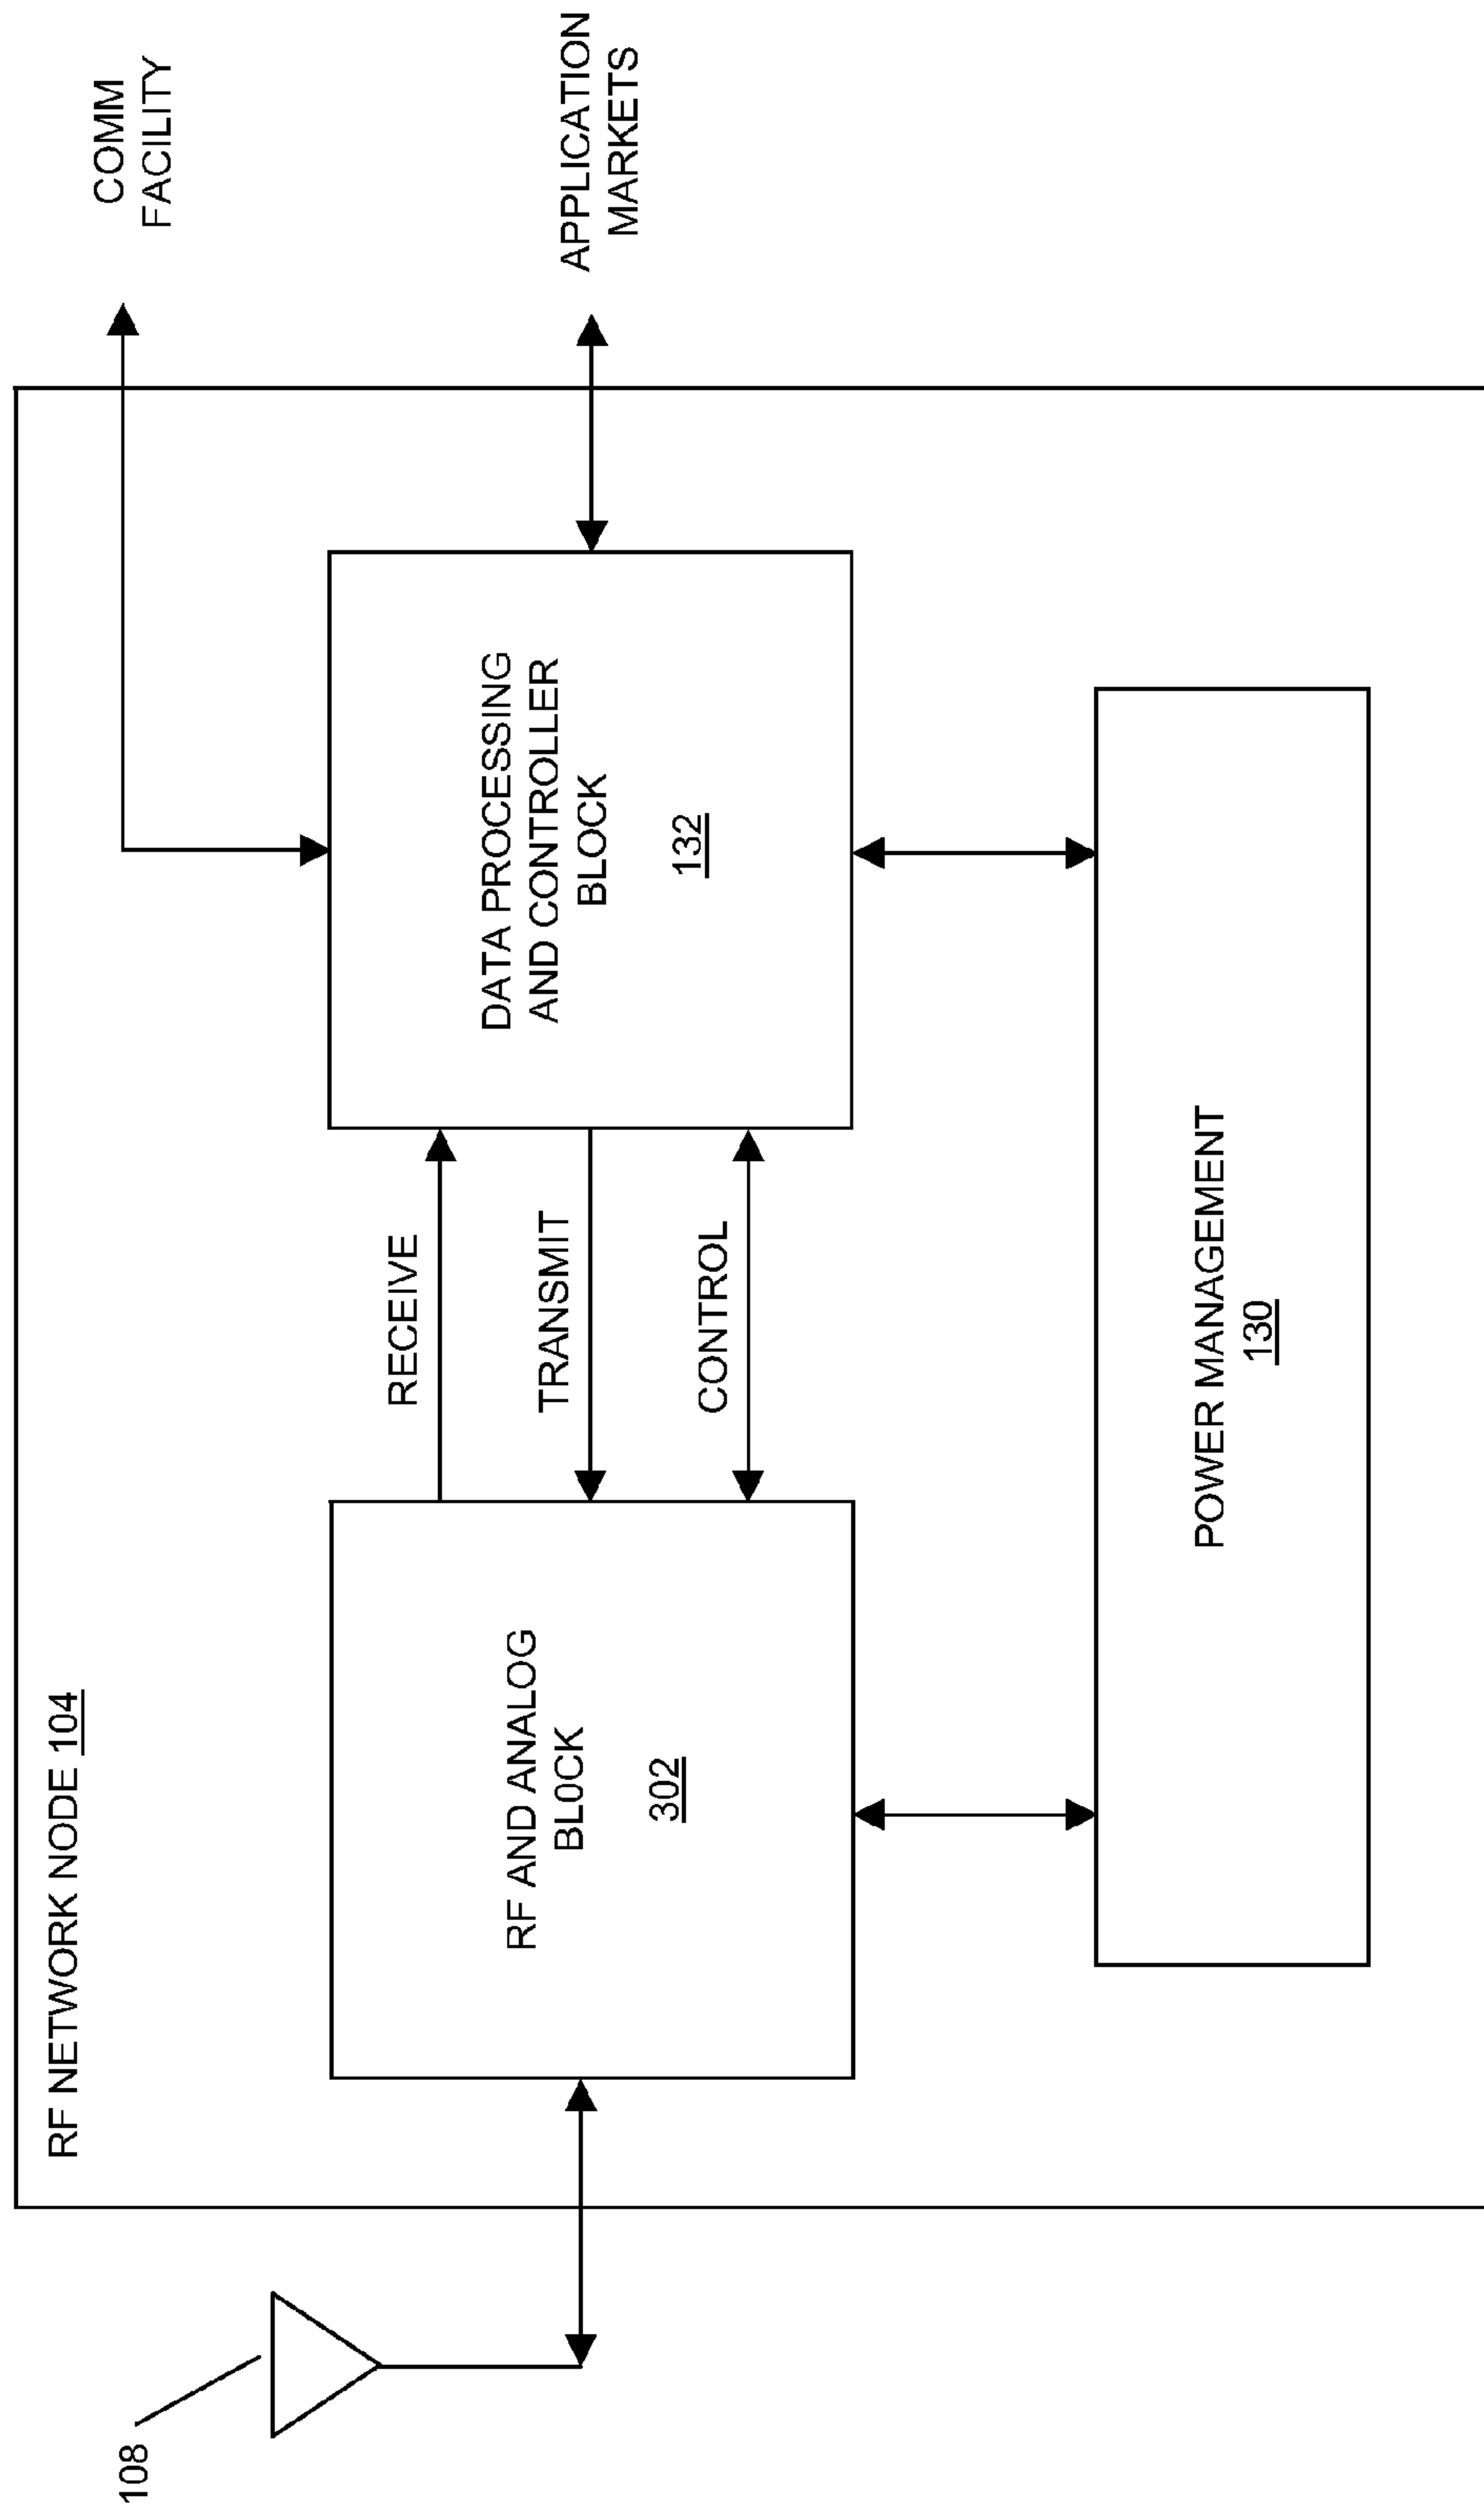 108
RF NETWORK NODE 104
RF AND ANALOG
BLOCK
302
RECEIVE
TRANSMIT
CONTROL
DATA PROCESSING
AND CONTROLLER
BLOCK
132
POWER MANAGEMENT
130
COMM
FACILITY
APPLICATION
MARKETS